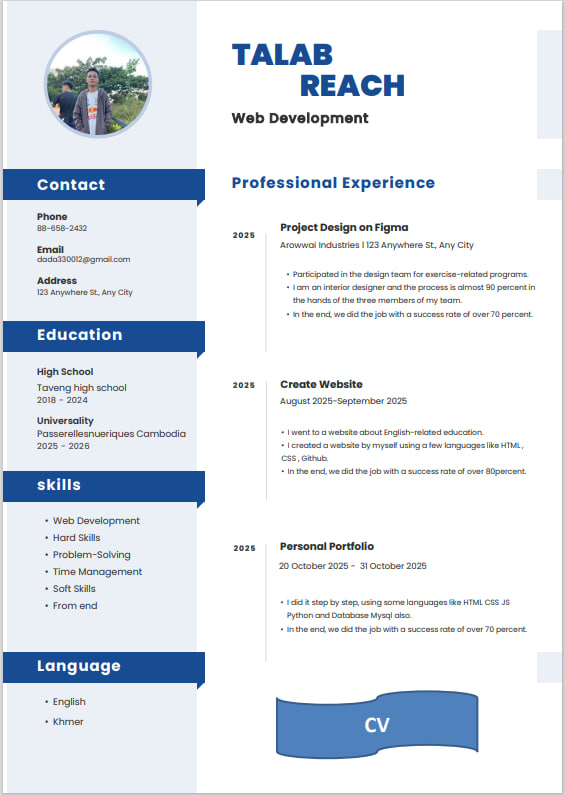 TALAB
REACH
Web Development
Contact
Phone
88-658-2432
Email
dada330012@gmail.com
Address
123 Anywhere St., Any City
Education
High School
Taveng high school
2018 - 2024
Universality
Passerellesnueriques Cambodia
2025 - 2026
skills
• Web Development
• Hard Skills
• Problem-Solving
• Time Management
• Soft Skills
• From end
Language
• English
• Khmer
Professional Experience
2025
Project Design on Figma
Arowwai Industries I 123 Anywhere St., Any City
• Participated in the design team for exercise-related programs.
• I am an interior designer and the process is almost 90 percent in
the hands of the three members of my team.
• In the end, we did the job with a success rate of over 70 percent.
2025
Create Website
August 2025-September 2025
• I went to a website about English-related education.
• I created a website by myself using a few languages like HTML ,
CSS , Github.
• In the end, we did the job with a success rate of over 80percent.
2025
Personal Portfolio
20 October 2025 - 31 October 2025
• I did it step by step, using some languages like HTML CSS JS
Python and Database Mysql also.
• In the end, we did the job with a success rate of over 70 percent.
CV